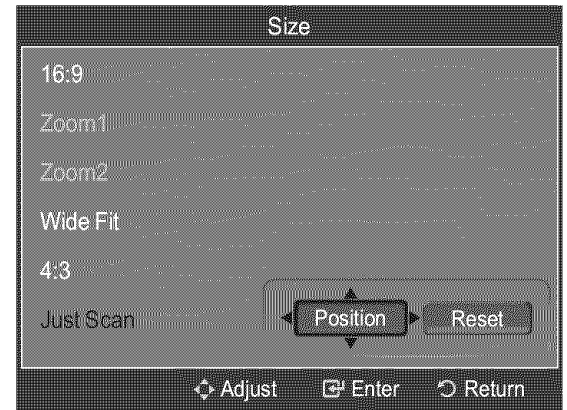 Size
16:9
Zoom1
Zoom2
Wide Fit
4:3
Just Scan Position Reset
Adjust Enter Return